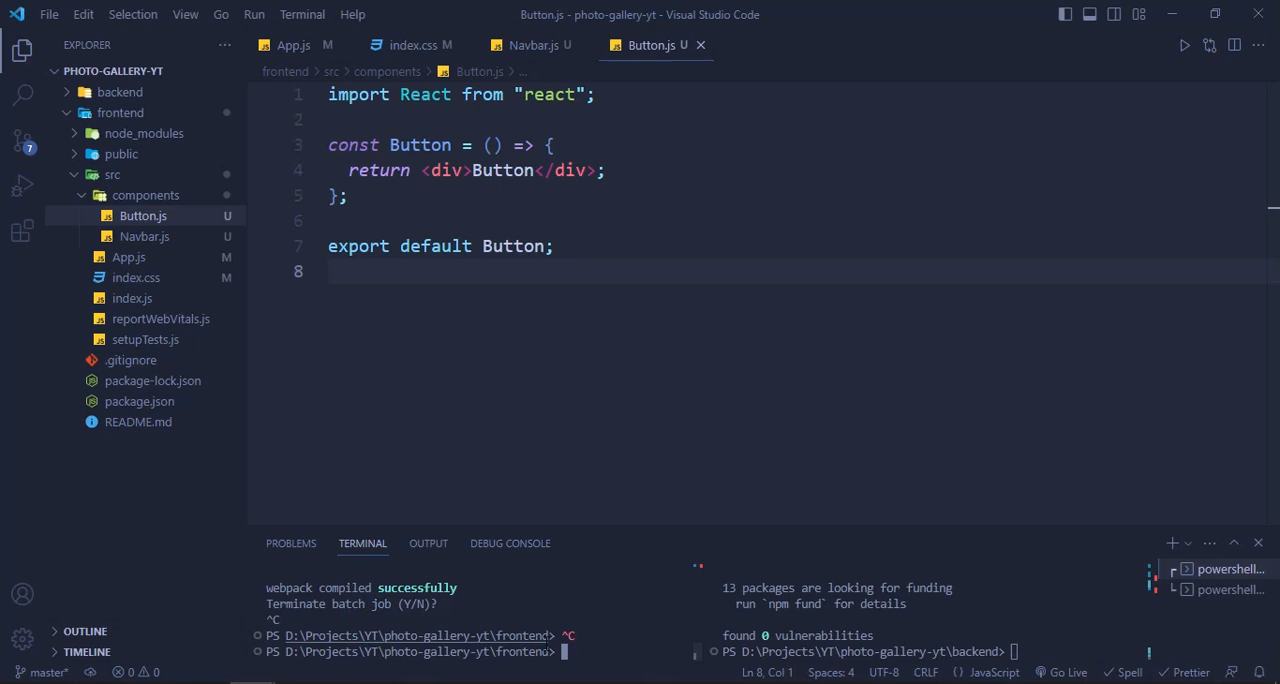 File Edit Selection View Go Run Terminal Help
Button.js - photo-gallery-yt - Visual Studio Code
EXPLORER
PHOTO-GALLERY-YT
backend
frontend
node_modules
public
src
components
Button.js U
Navbar.js U
App.js M
index.css M
index.js
reportWebVitals.js
setupTests.js
.gitignore
package-lock.json
package.json
README.md
OUTLINE
TIMELINE
7
App.js M index.css M Navbar.js U Button.js U
frontend > src > components > Button.js > ...
1 import React from "react";
2
3 const Button = () => {
4 return <div>Button</div>;
5 };
6
7 export default Button;
8
PROBLEMS TERMINAL OUTPUT DEBUG CONSOLE
webpack compiled successfully
Terminate batch job (Y/N)?
^C
PS D:\Projects\YT\photo-gallery-yt\frontend> ^C
PS D:\Projects\YT\photo-gallery-yt\frontend>
13 packages are looking for funding
run `npm fund` for details
found 0 vulnerabilities
PS D:\Projects\YT\photo-gallery-yt\backend>
powershell...
powershell...
master* 0 0 Ln 8, Col 1 Spaces: 4 UTF-8 CRLF { } JavaScript Go Live Spell Prettier